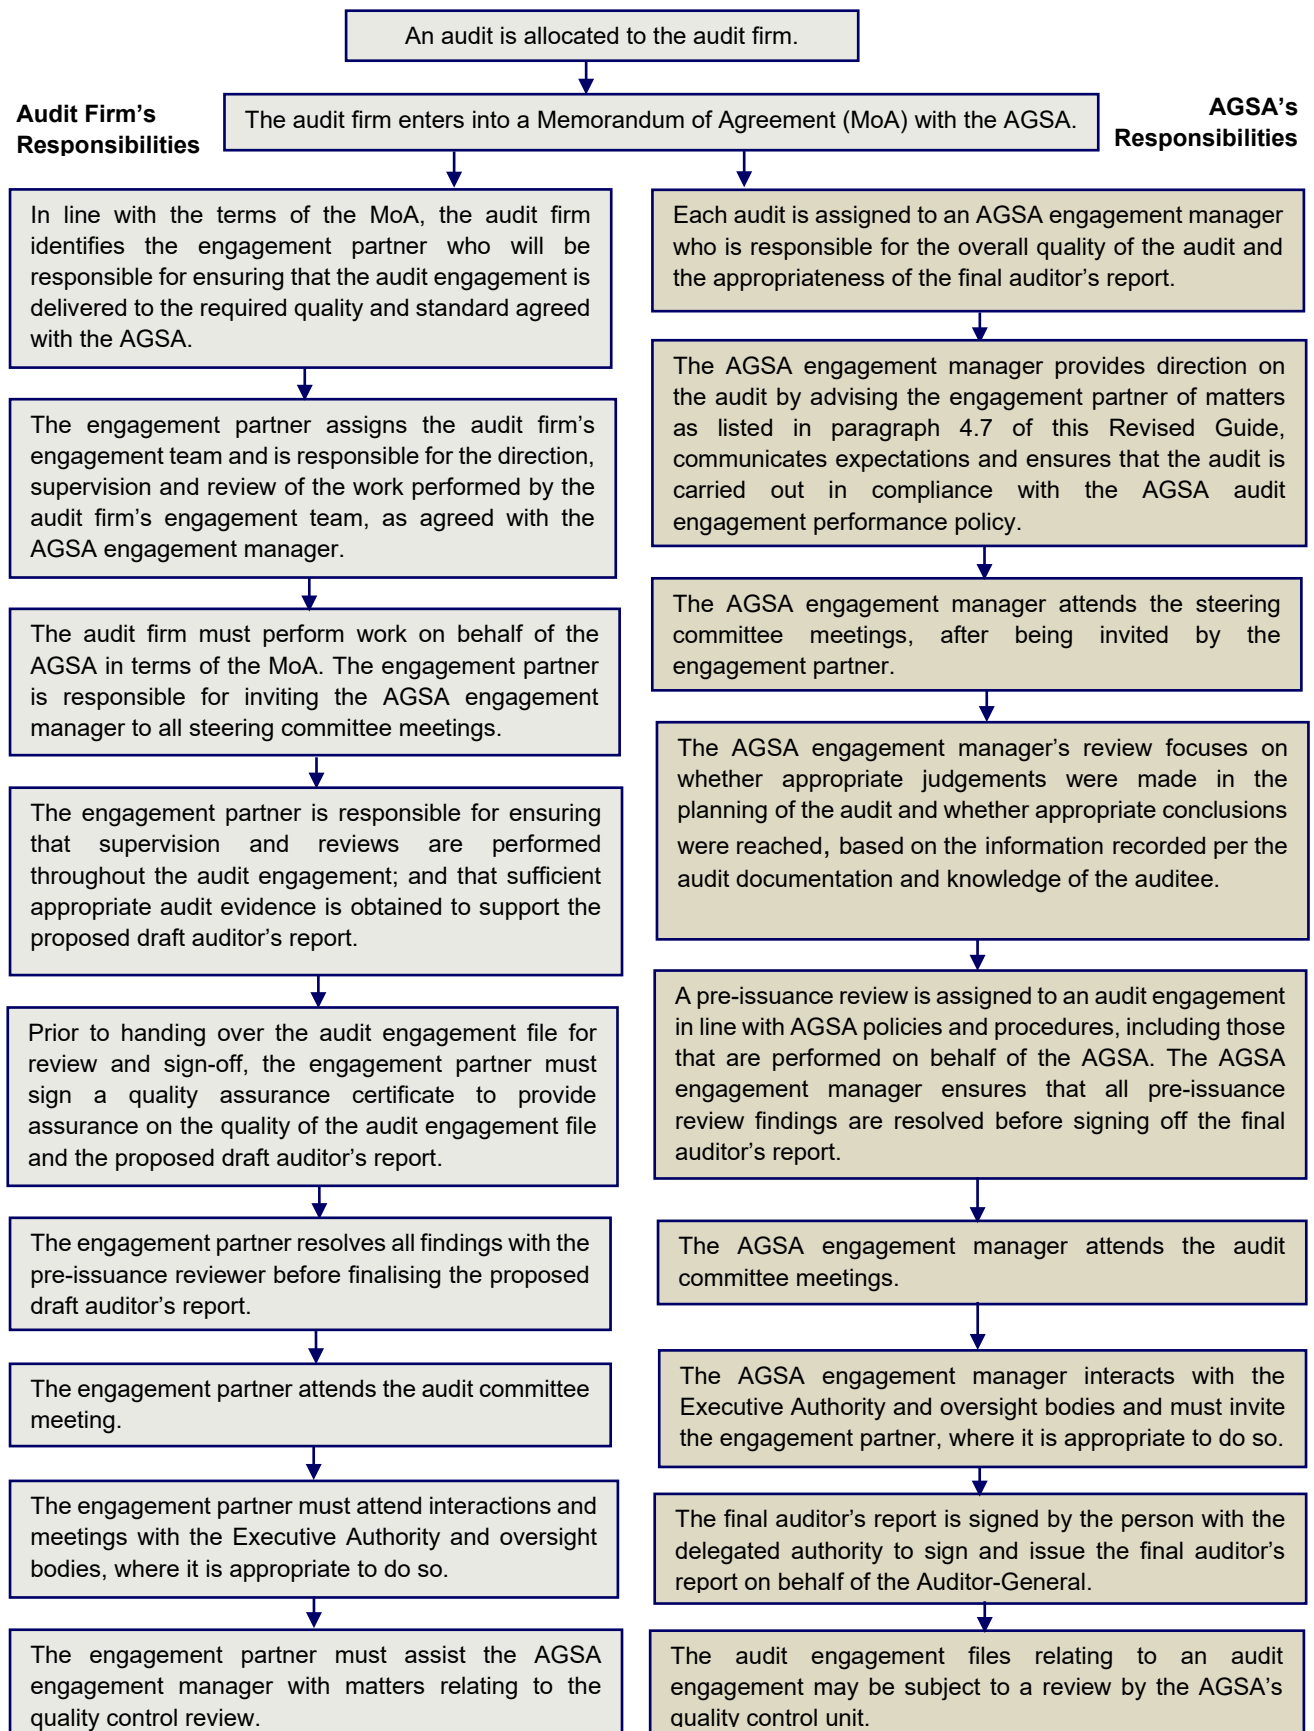 An audit is allocated to the audit firm.
Audit Firm's
Responsibilities
The audit firm enters into a Memorandum of Agreement (MoA) with the AGSA.
AGSA's
Responsibilities
In line with the terms of the MoA, the audit firm
identifies the engagement partner who will be
responsible for ensuring that the audit engagement is
delivered to the required quality and standard agreed
with the AGSA.
The engagement partner assigns the audit firm's
engagement team and is responsible for the direction,
supervision and review of the work performed by the
audit firm's engagement team, as agreed with the
AGSA engagement manager.
The audit firm must perform work on behalf of the
AGSA in terms of the MoA. The engagement partner
is responsible for inviting the AGSA engagement
manager to all steering committee meetings.
The engagement partner is responsible for ensuring
that supervision and reviews are performed
throughout the audit engagement; and that sufficient
appropriate audit evidence is obtained to support the
proposed draft auditor's report.
Prior to handing over the audit engagement file for
review and sign-off, the engagement partner must
sign a quality assurance certificate to provide
assurance on the quality of the audit engagement file
and the proposed draft auditor's report.
The engagement partner resolves all findings with the
pre-issuance reviewer before finalising the proposed
draft auditor's report.
The engagement partner attends the audit committee
meeting.
The engagement partner must attend interactions and
meetings with the Executive Authority and oversight
bodies, where it is appropriate to do so.
The engagement partner must assist the AGSA
engagement manager with matters relating to the
quality control review.
Each audit is assigned to an AGSA engagement manager
who is responsible for the overall quality of the audit and
the appropriateness of the final auditor's report.
The AGSA engagement manager provides direction on
the audit by advising the engagement partner of matters
as listed in paragraph 4.7 of this Revised Guide,
communicates expectations and ensures that the audit is
carried out in compliance with the AGSA audit
engagement performance policy.
The AGSA engagement manager attends the steering
committee meetings, after being invited by the
engagement partner.
The AGSA engagement manager's review focuses on
whether appropriate judgements were made in the
planning of the audit and whether appropriate conclusions
were reached, based on the information recorded per the
audit documentation and knowledge of the auditee.
A pre-issuance review is assigned to an audit engagement
in line with AGSA policies and procedures, including those
that are performed on behalf of the AGSA. The AGSA
engagement manager ensures that all pre-issuance
review findings are resolved before signing off the final
auditor's report.
The AGSA engagement manager attends the audit
committee meetings.
The AGSA engagement manager interacts with the
Executive Authority and oversight bodies and must invite
the engagement partner, where it is appropriate to do so.
The final auditor's report is signed by the person with the
delegated authority to sign and issue the final auditor's
report on behalf of the Auditor-General.
The audit engagement files relating to an audit
engagement may be subject to a review by the AGSA's
quality control unit.